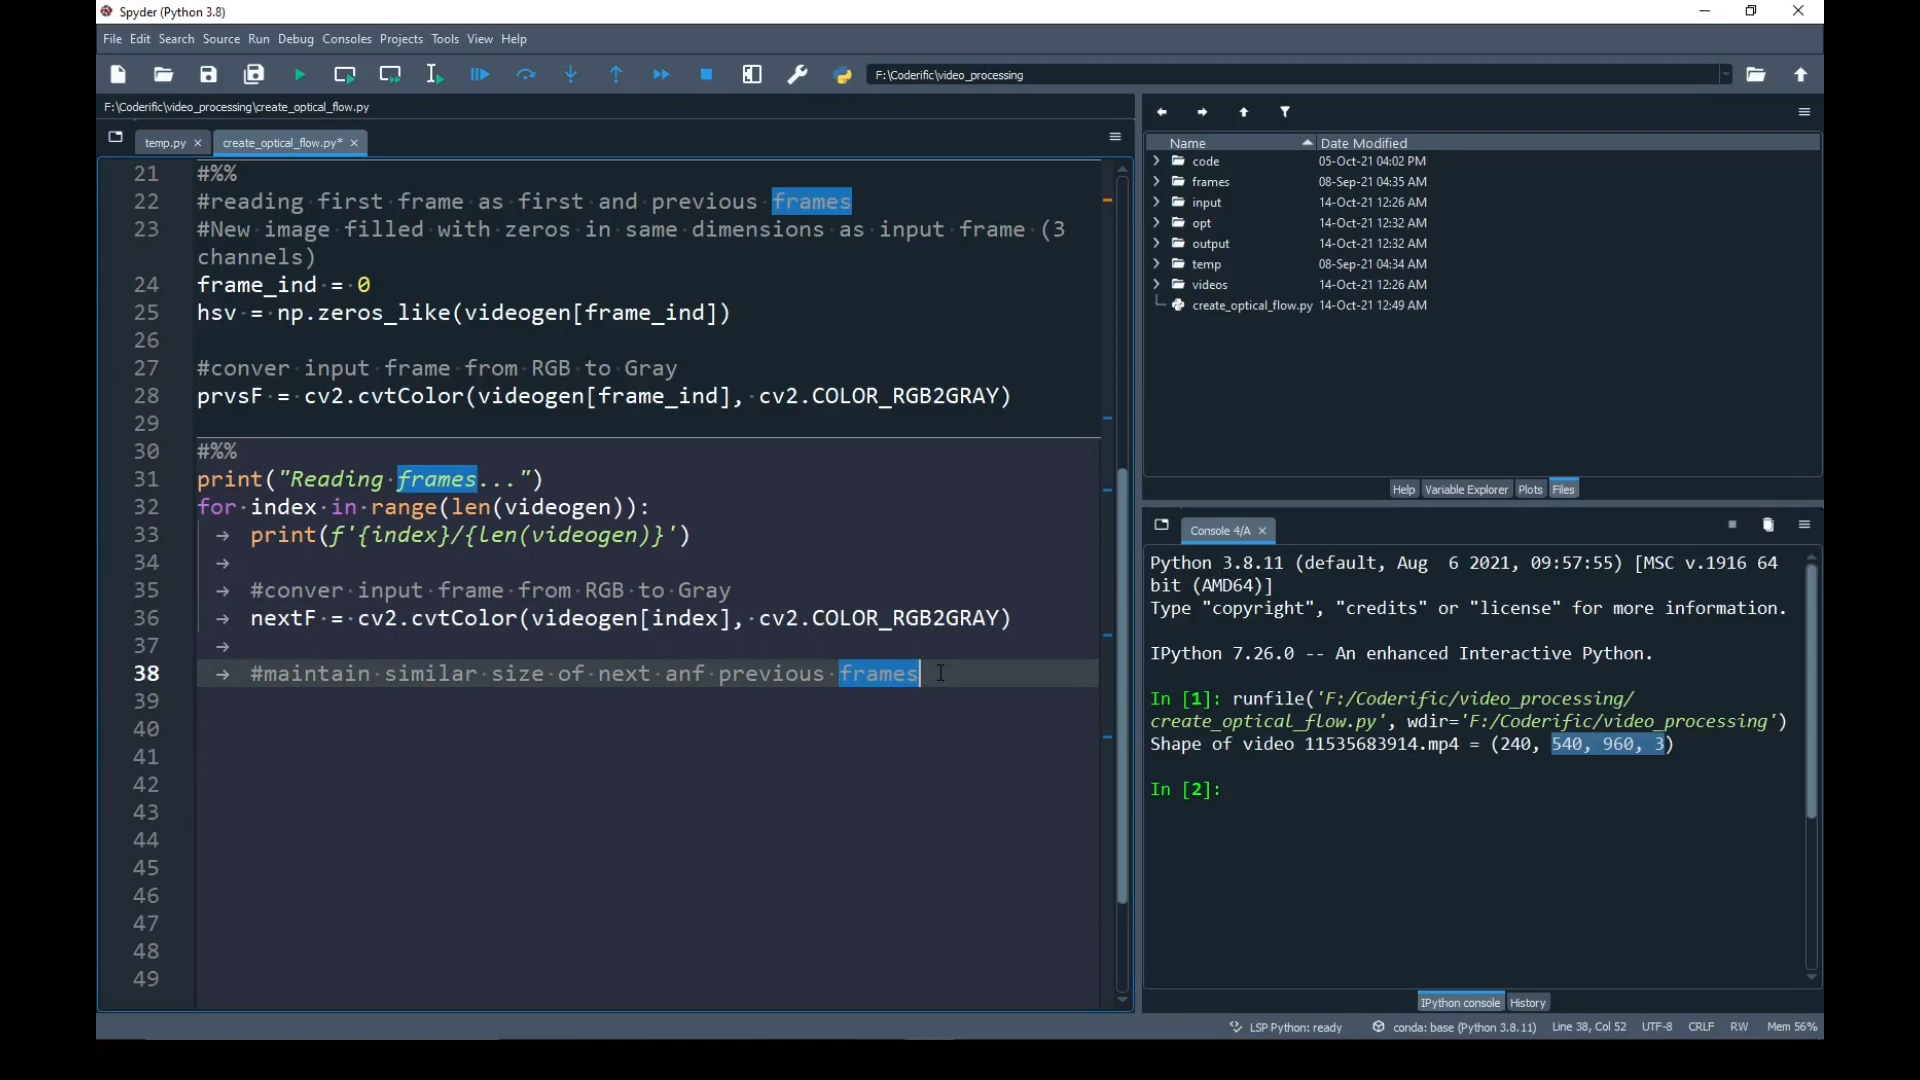 Spyder (Python 3.8)
File Edit Search Source Run Debug Consoles Projects Tools View Help
F:\Coderific\video_processing
F:\Coderific\video_processing\create_optical_flow.py
temp.py
create_optical_flow.py*
21 #%%
22 #reading first frame as first and previous frames
23 #New image filled with zeros in same dimensions as input frame (3
channels)
24 frame_ind = 0
25 hsv = np.zeros_like(videogen[frame_ind])
26
27 #conver input frame from RGB to Gray
28 prvsF = cv2.cvtColor(videogen[frame_ind], cv2.COLOR_RGB2GRAY)
29
30 #%%
31 print("Reading frames...")
32 for index in range(len(videogen)):
33 print(f'{index}/{len(videogen)}')
34
35 #conver input frame from RGB to Gray
36 nextF = cv2.cvtColor(videogen[index], cv2.COLOR_RGB2GRAY)
37
38 #maintain similar size of next anf previous frames
39
40
41
42
43
44
45
46
47
48
49
Name Date Modified
code 05-Oct-21 04:02 PM
frames 08-Sep-21 04:35 AM
input 14-Oct-21 12:26 AM
opt 14-Oct-21 12:32 AM
output 14-Oct-21 12:32 AM
temp 08-Sep-21 04:34 AM
videos 14-Oct-21 12:26 AM
create_optical_flow.py 14-Oct-21 12:49 AM
Help Variable Explorer Plots Files
Console 4/A
Python 3.8.11 (default, Aug  6 2021, 09:57:55) [MSC v.1916 64
bit (AMD64)]
Type "copyright", "credits" or "license" for more information.
IPython 7.26.0 -- An enhanced Interactive Python.
In [1]: runfile('F:/Coderific/video_processing/
create_optical_flow.py', wdir='F:/Coderific/video_processing')
Shape of video 11535683914.mp4 = (240, 540, 960, 3)
In [2]:
IPython console History
LSP Python: ready conda: base (Python 3.8.11) Line 38, Col 52 UTF-8 CRLF RW Mem 56%